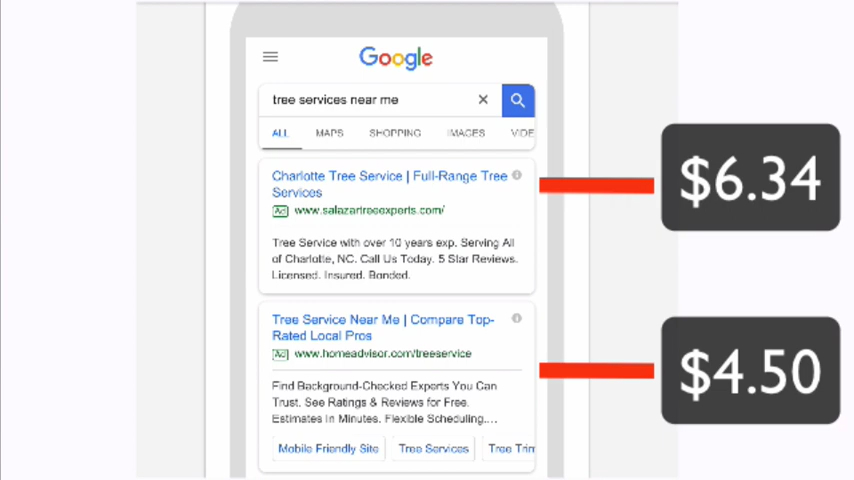 Google
tree services near me
ALL MAPS SHOPPING IMAGES VIDE
Charlotte Tree Service | Full-Range Tree
Services
Ad www.salazartreeexperts.com/
Tree Service with over 10 years exp. Serving All
of Charlotte, NC. Call Us Today. 5 Star Reviews.
Licensed. Insured. Bonded.
$6.34
Tree Service Near Me | Compare Top-
Rated Local Pros
Ad www.homeadvisor.com/treeservice
Find Background-Checked Experts You Can
Trust. See Ratings & Reviews for Free.
Estimates In Minutes. Flexible Scheduling....
Mobile Friendly Site Tree Services Tree Trim
$4.50